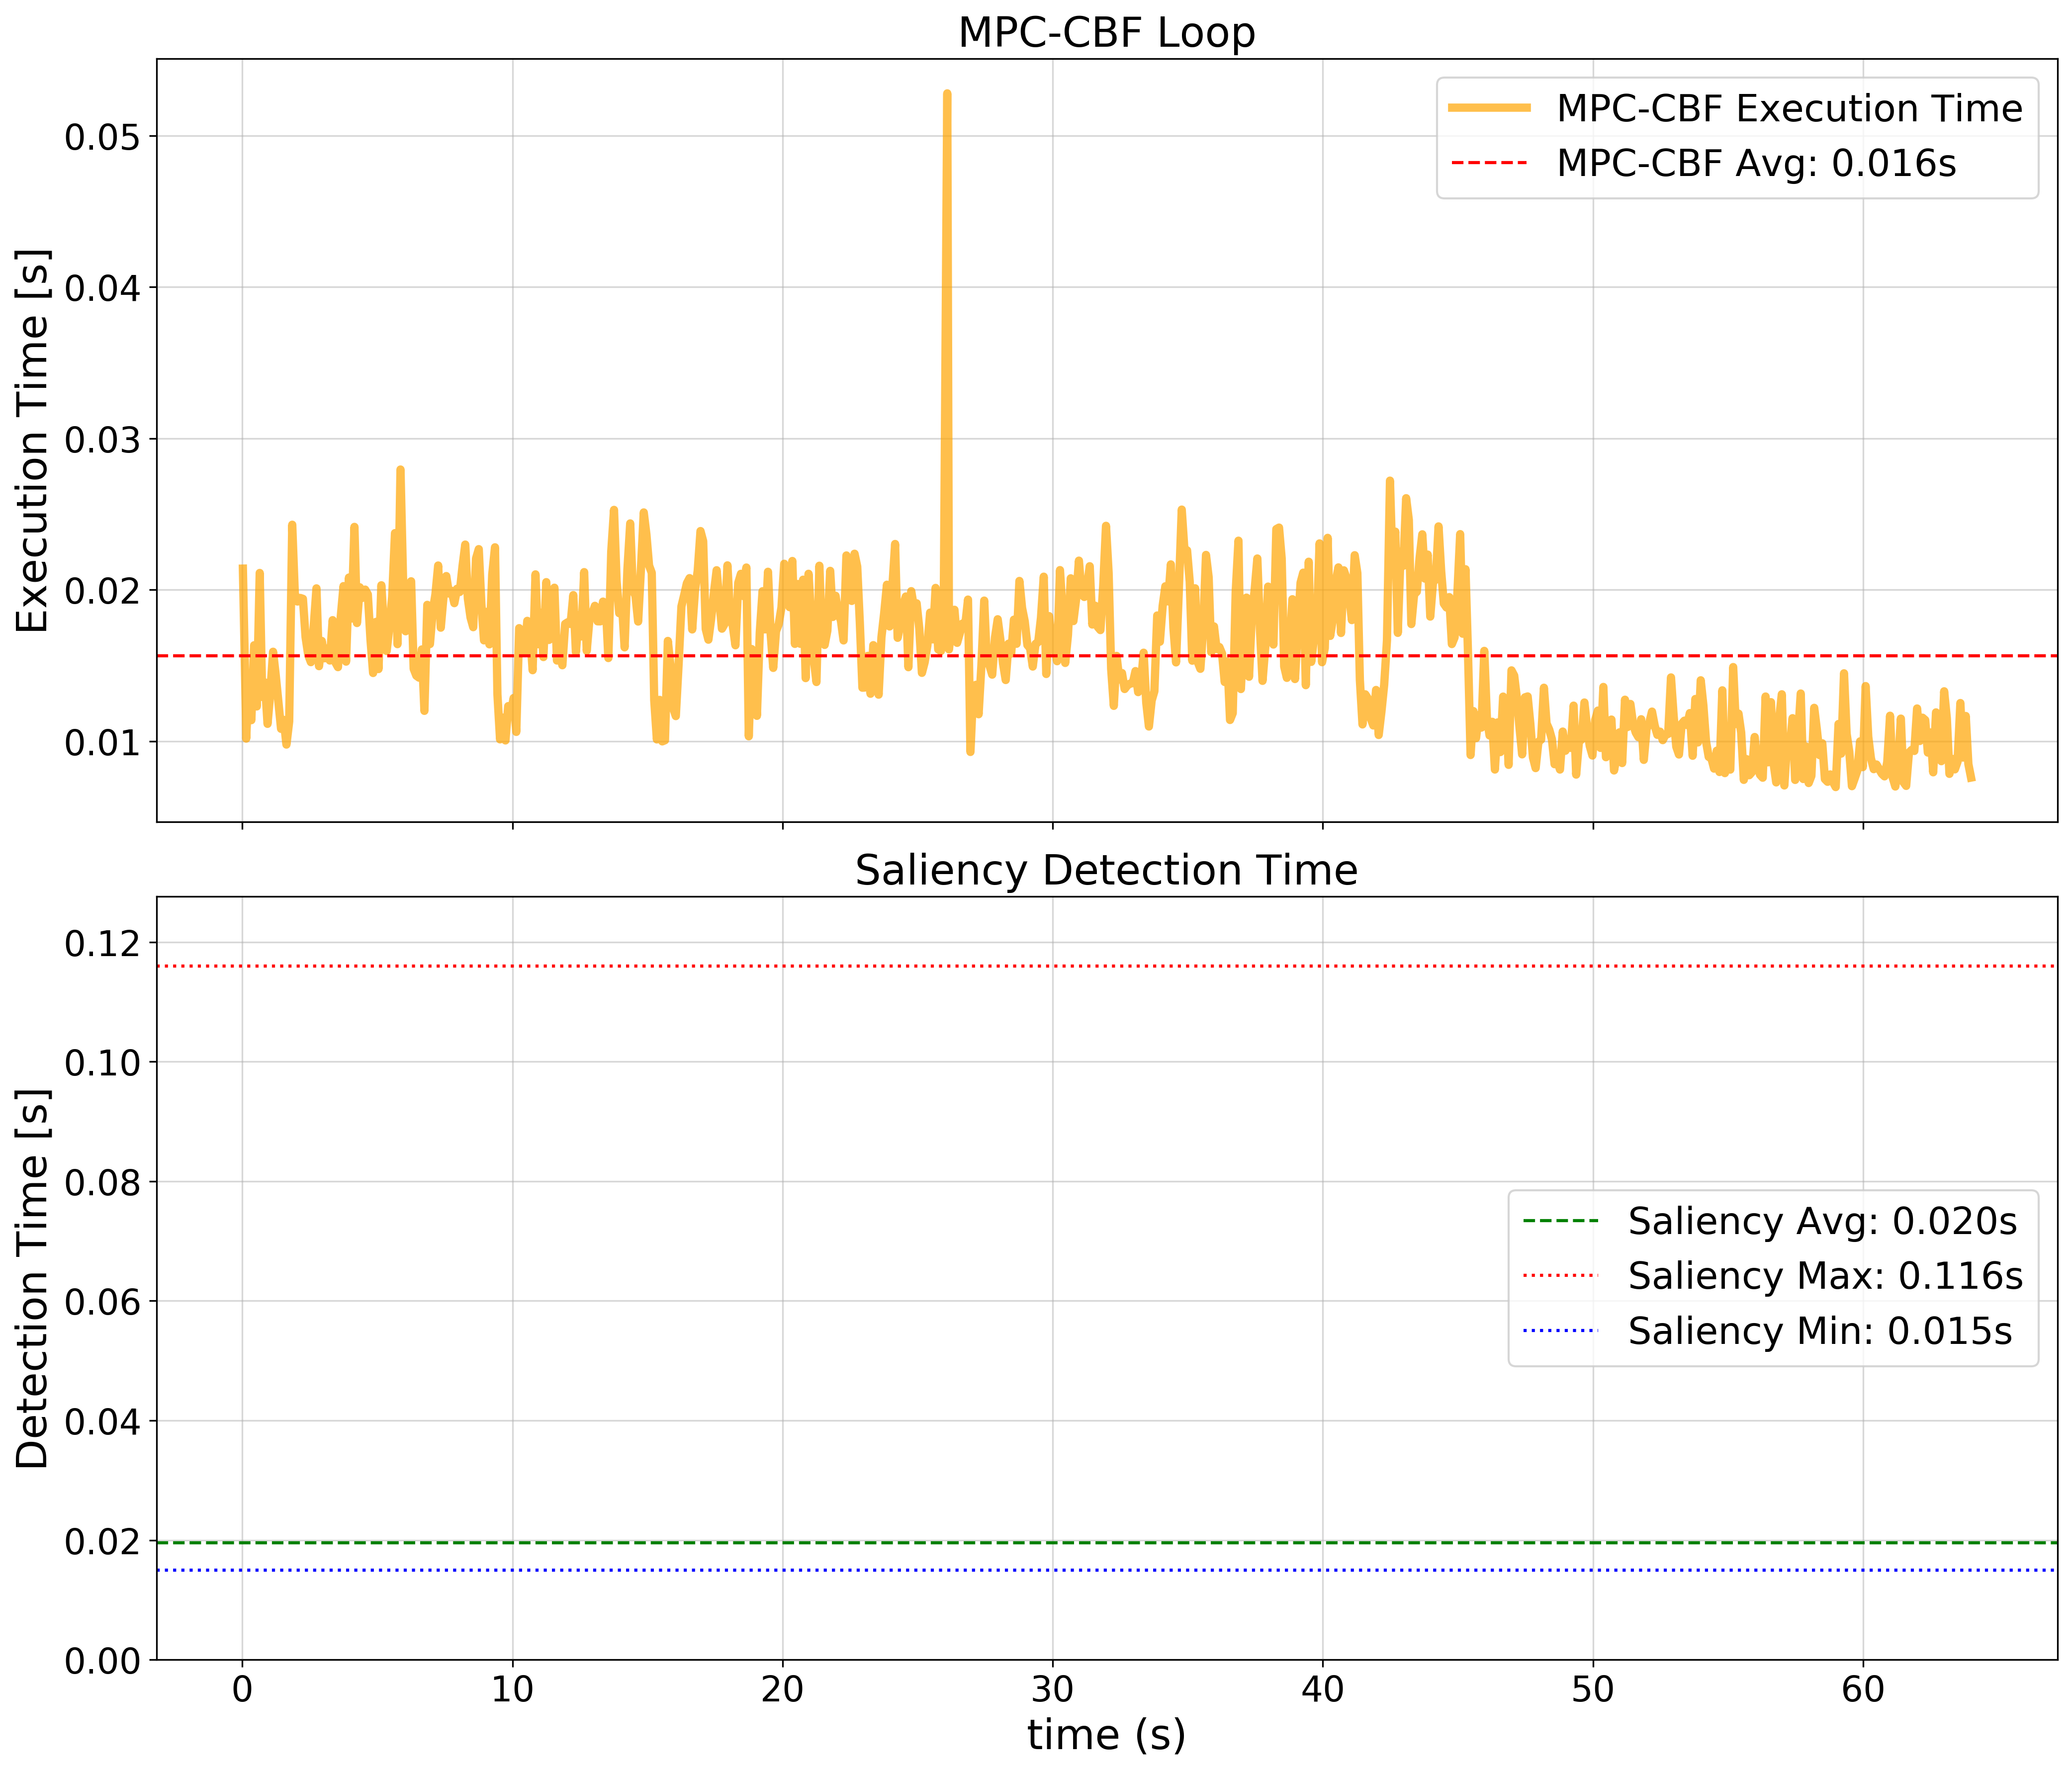 MPC-CBF Loop
Execution Time [s]
0.05
0.04
0.03
0.02
0.01
MPC-CBF Execution Time
MPC-CBF Avg: 0.016s
Saliency Detection Time
Detection Time [s]
0.12
0.10
0.08
0.06
0.04
0.02
0.00
Saliency Avg: 0.020s
Saliency Max: 0.116s
Saliency Min: 0.015s
0 10 20 30 40 50 60
time (s)